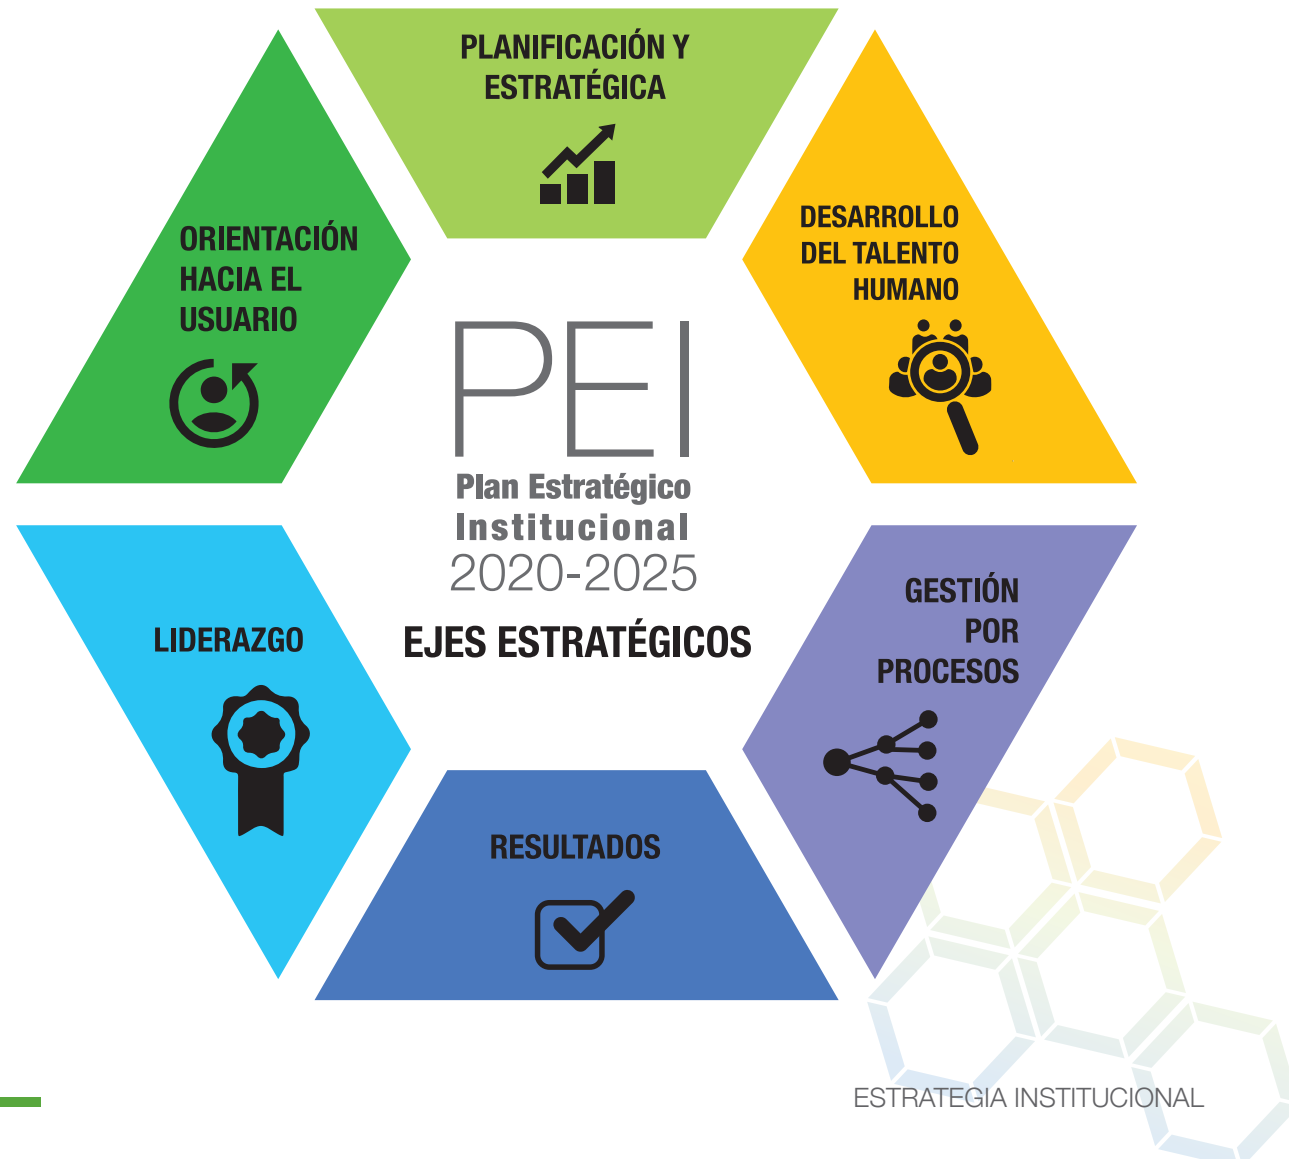 PLANIFICACIÓN Y
ESTRATÉGICA
ORIENTACIÓN
HACIA EL
USUARIO
DESARROLLO
DEL TALENTO
HUMANO
PEI
Plan Estratégico
Institucional
2020-2025
EJES ESTRATÉGICOS
LIDERAZGO
GESTIÓN
POR
PROCESOS
RESULTADOS
ESTRATEGIA INSTITUCIONAL